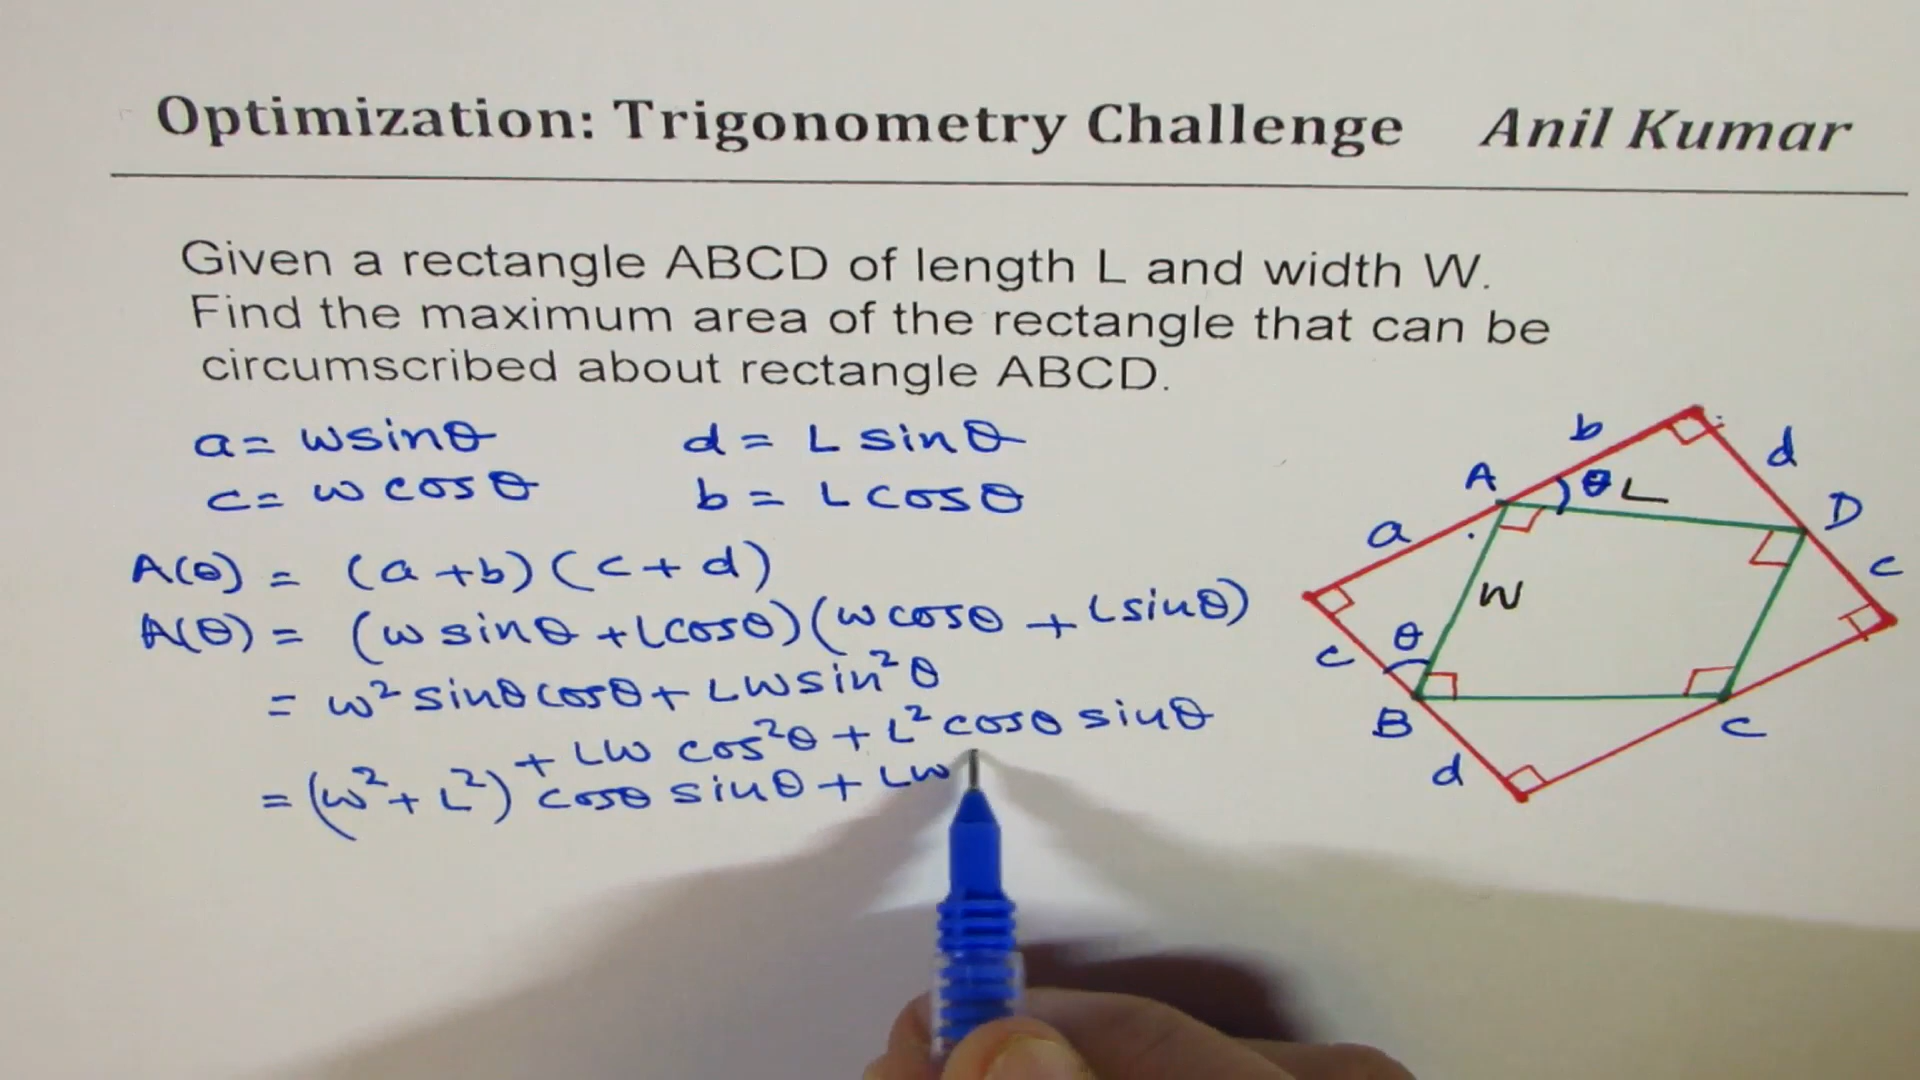 Optimization: Trigonometry Challenge Anil Kumar
Given a rectangle ABCD of length L and width W.
Find the maximum area of the rectangle that can be
circumscribed about rectangle ABCD.
a = w sinθ d = L sinθ
c = w cosθ b = L cosθ
A(θ) = (a+b)(c+d)
A(θ) = (w sinθ + L cosθ)(w cosθ + L sinθ)
= w² sinθ cosθ + LW sin²θ
+ LW cos²θ + L² cosθ sinθ
= (w² + L²) cosθ sinθ + LW
b
d
A
θ
L
D
a
c
W
θ
c
B
C
d